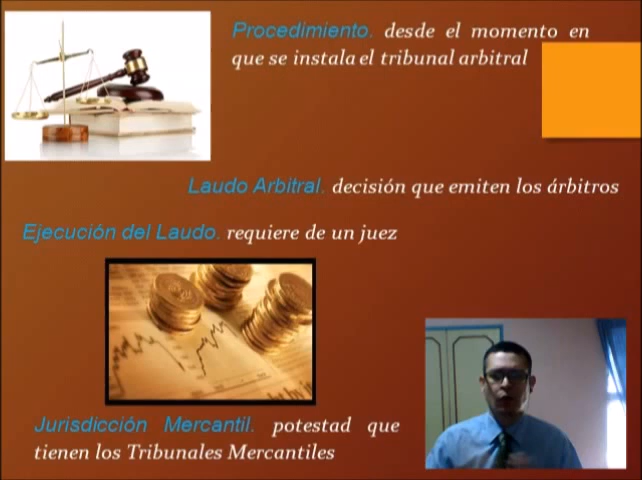 Procedimiento. desde el momento en
que se instala el tribunal arbitral
Laudo Arbitral. decisión que emiten los árbitros
Ejecución del Laudo. requiere de un juez
Jurisdicción Mercantil. potestad que
tienen los Tribunales Mercantiles